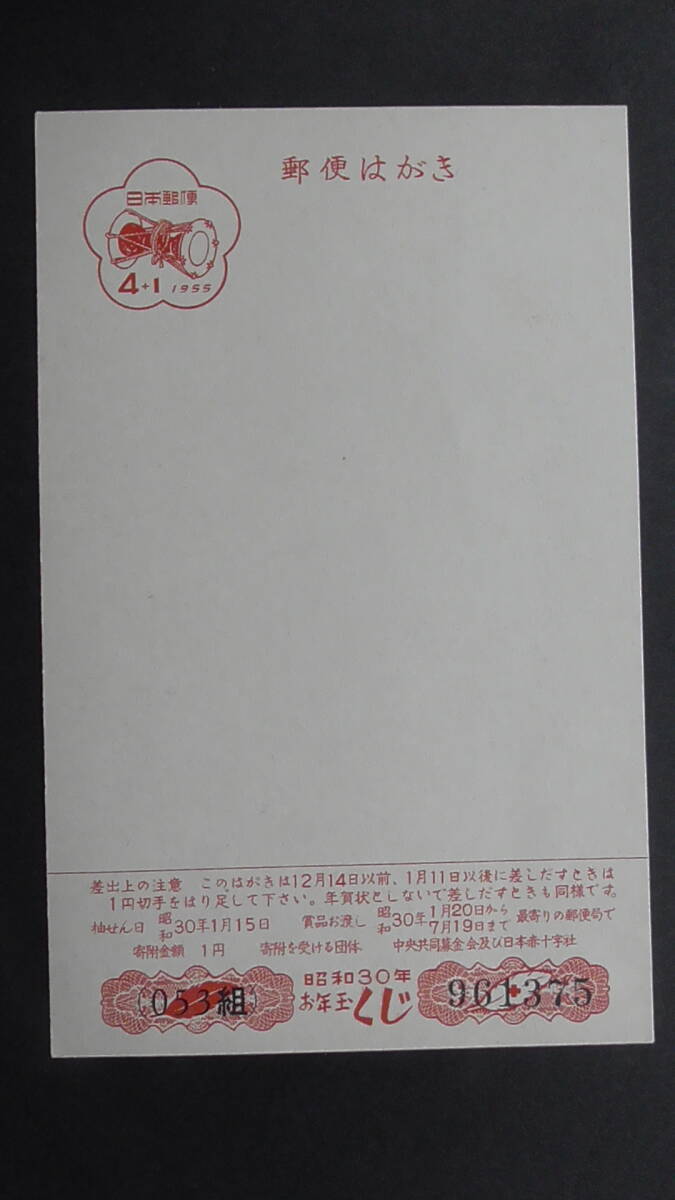 郵便はがき
日本郵便
4+1 1955
差出上の注意 このはがきは12月14日以前、1月11日以後に差しだすときは
1円切手をはり足して下さい。年賀状としないで差しだすときも同様です。
抽せん日 昭和30年1月15日 賞品お渡し 昭和30年1月20日から7月19日まで 最寄りの郵便局で
寄附金額 1円 寄附を受ける団体 中央共同募金会及び日本赤十字社
053組 昭和30年 961375
お年玉くじ